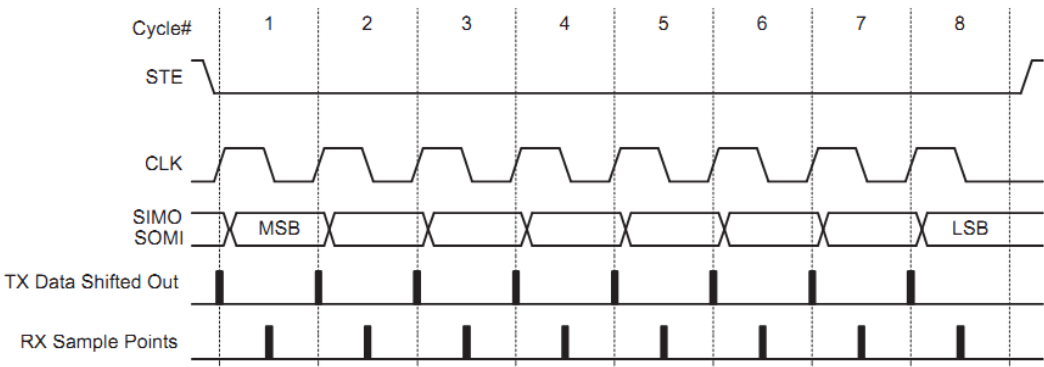 Cycle# 1 2 3 4 5 6 7 8
STE
CLK
SIMO
SOMI
MSB LSB
TX Data Shifted Out
RX Sample Points